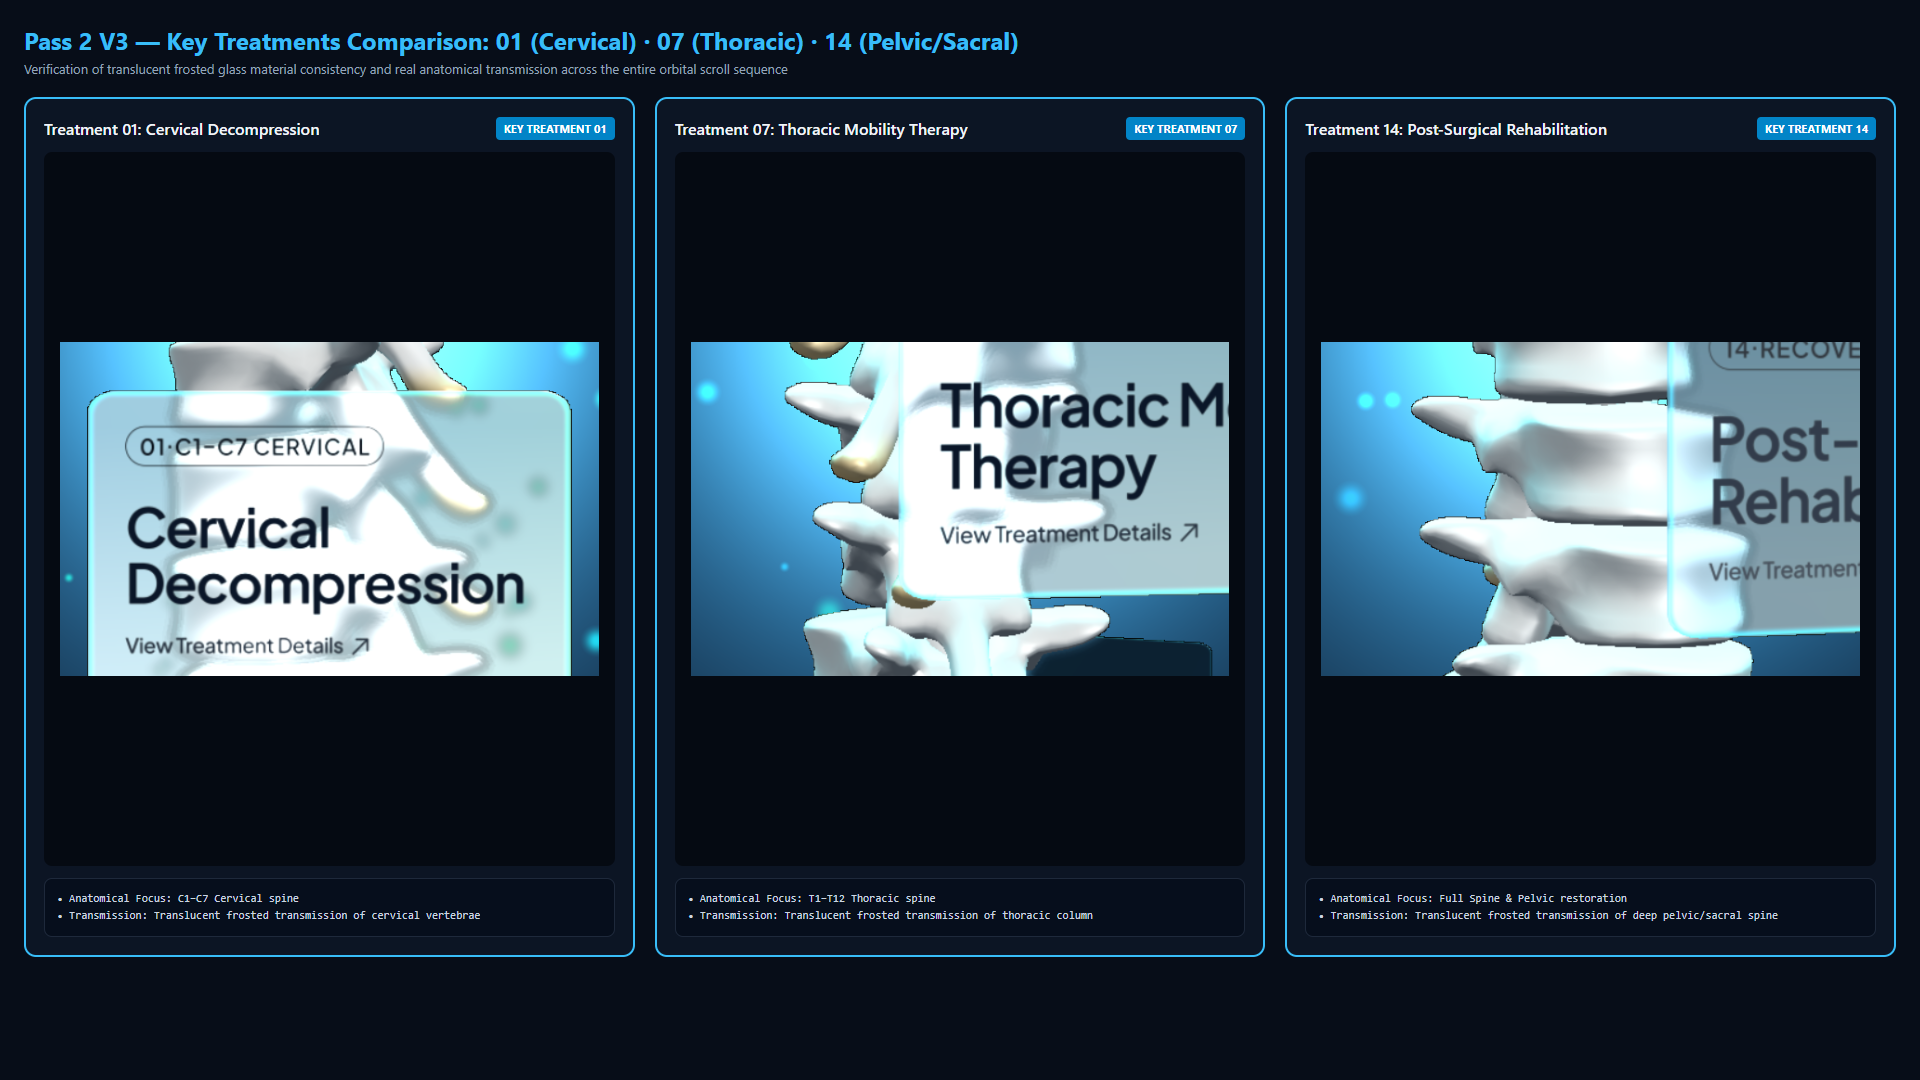 Pass 2 V3 — Key Treatments Comparison: 01 (Cervical) · 07 (Thoracic) · 14 (Pelvic/Sacral)
Verification of translucent frosted glass material consistency and real anatomical transmission across the entire orbital scroll sequence
Treatment 01: Cervical Decompression
KEY TREATMENT 01
01·C1–C7 CERVICAL
Cervical
Decompression
View Treatment Details ↗
• Anatomical Focus: C1–C7 Cervical spine
• Transmission: Translucent frosted transmission of cervical vertebrae
Treatment 07: Thoracic Mobility Therapy
KEY TREATMENT 07
Thoracic M
Therapy
View Treatment Details ↗
• Anatomical Focus: T1–T12 Thoracic spine
• Transmission: Translucent frosted transmission of thoracic column
Treatment 14: Post-Surgical Rehabilitation
KEY TREATMENT 14
14·RECOVE
Post-
Rehab
View Treatment
• Anatomical Focus: Full Spine & Pelvic restoration
• Transmission: Translucent frosted transmission of deep pelvic/sacral spine